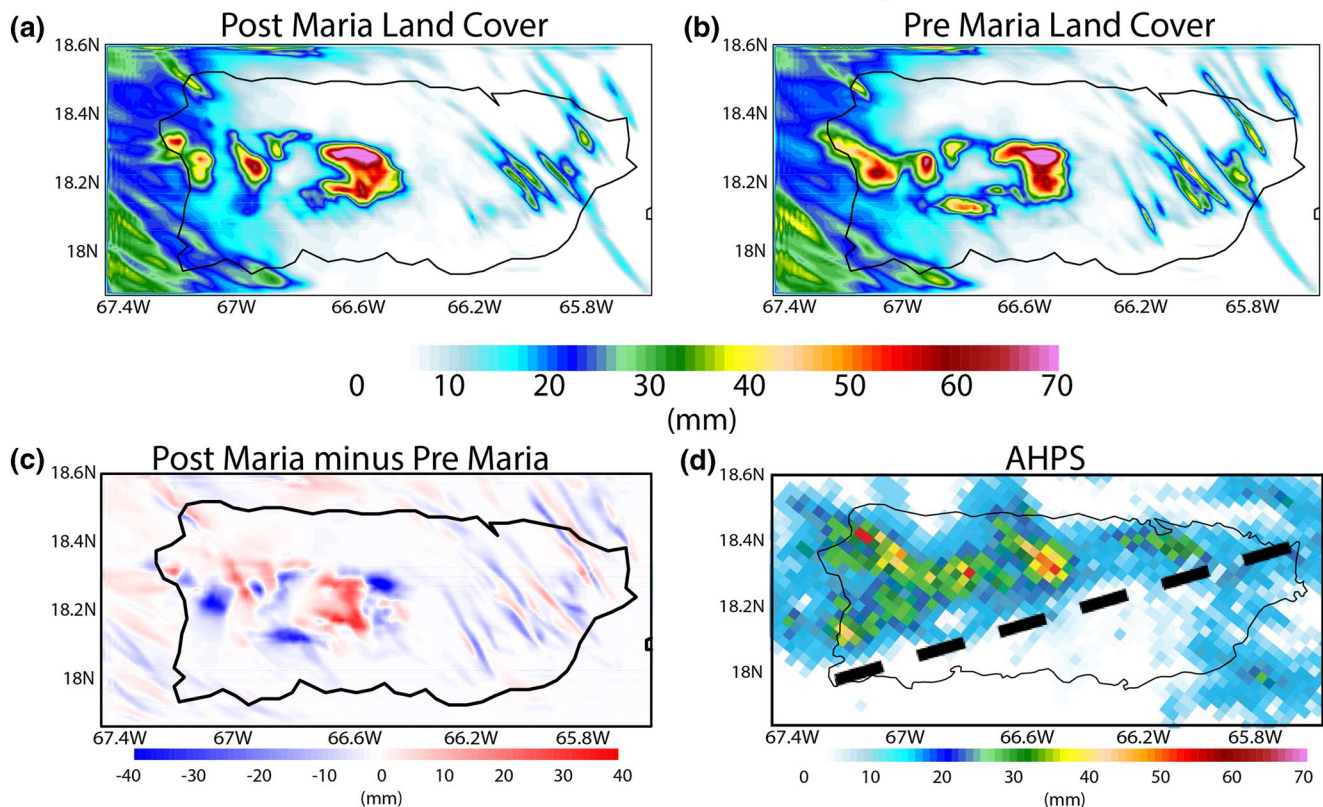 (a) Post Maria Land Cover
(b) Pre Maria Land Cover
18.6N
18.4N
18.2N
18N
67.4W 67W 66.6W 66.2W 65.8W
18.6N
18.4N
18.2N
18N
67.4W 67W 66.6W 66.2W 65.8W
0 10 20 30 40 50 60 70
(mm)
(c) Post Maria minus Pre Maria
18.6N
18.4N
18.2N
18N
67.4W 67W 66.6W 66.2W 65.8W
-40 -20 -10 0 10 20 30 40
(mm)
(d) AHPS
18.6N
18.4N
18.2N
18N
67.4W 67W 66.6W 66.2W 65.8W
0 10 20 30 40 50 60 70
(mm)